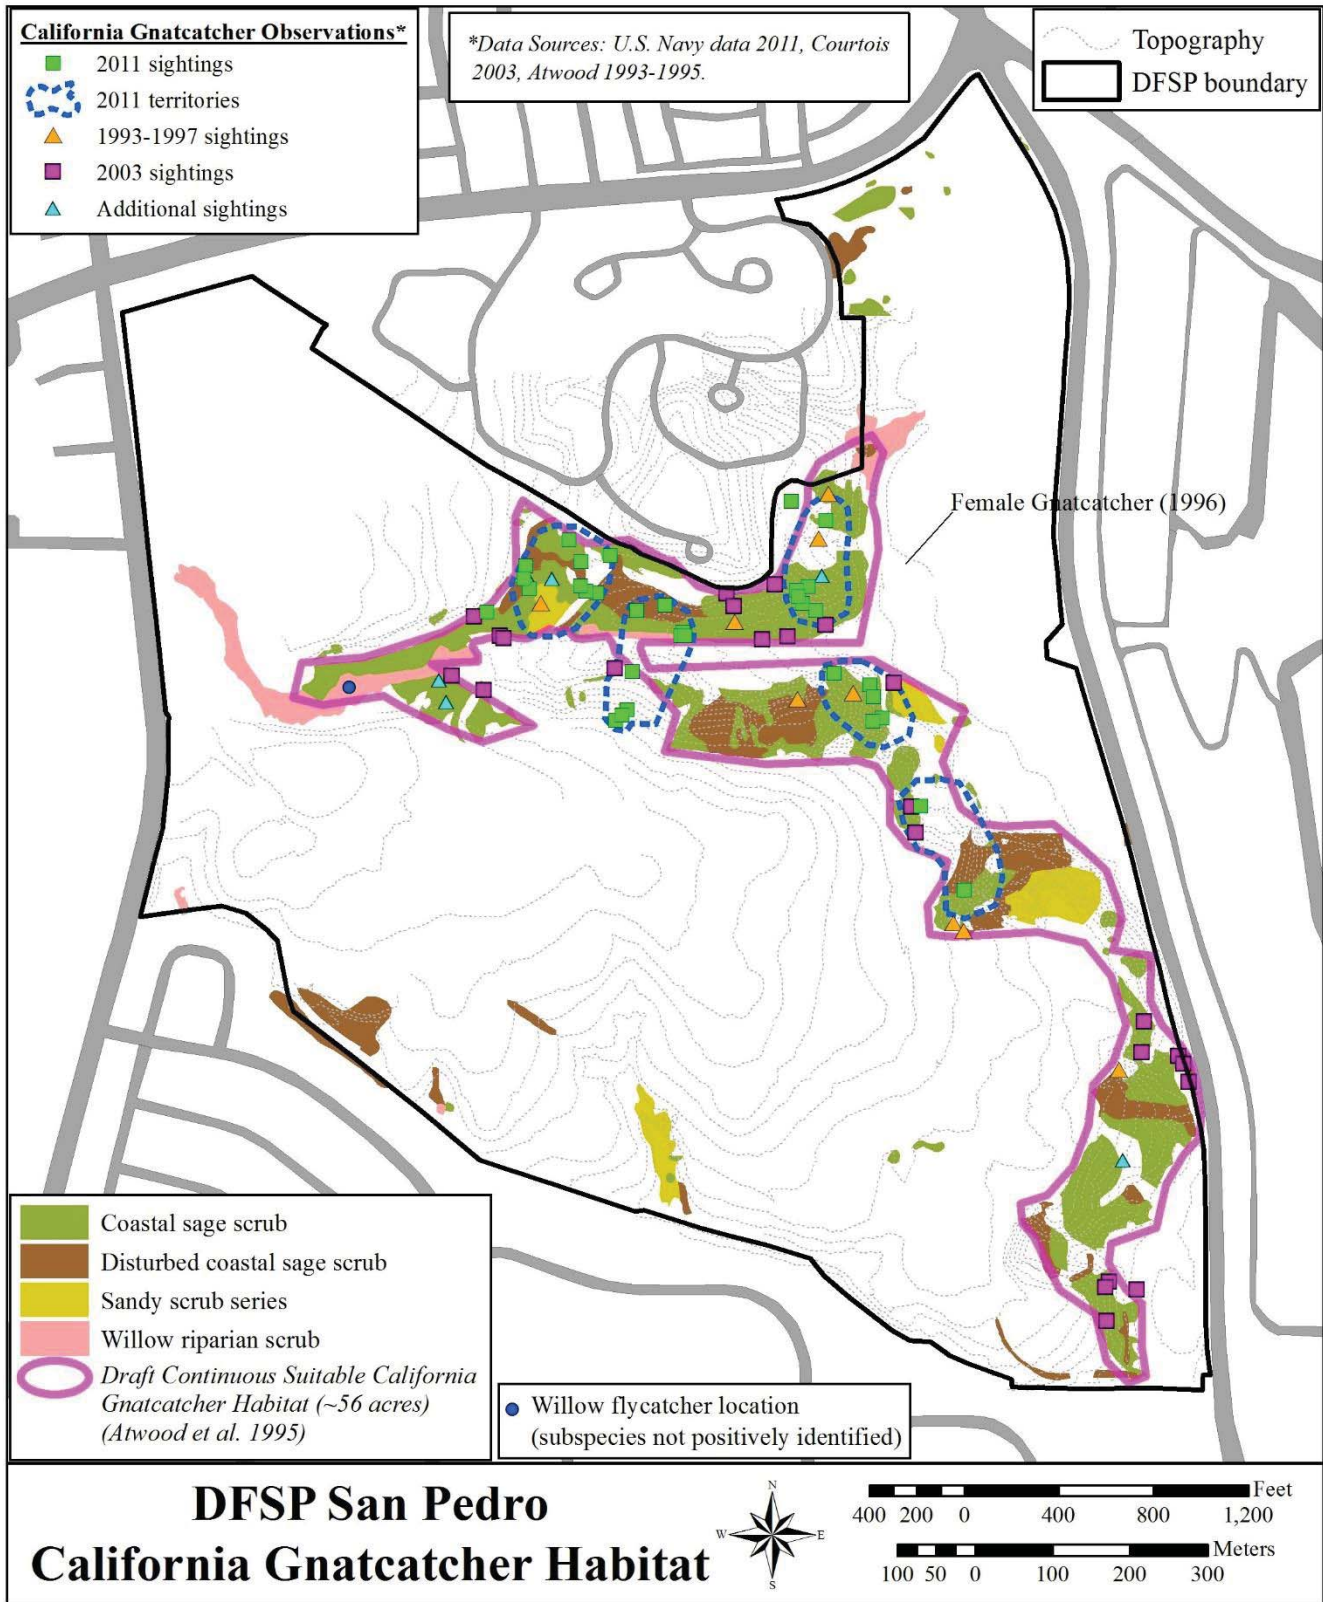 California Gnatcatcher Observations*
2011 sightings
2011 territories
1993-1997 sightings
2003 sightings
Additional sightings
*Data Sources: U.S. Navy data 2011, Courtois
2003, Atwood 1993-1995.
Topography
DFSP boundary
Female Gnatcatcher (1996)
Coastal sage scrub
Disturbed coastal sage scrub
Sandy scrub series
Willow riparian scrub
Draft Continuous Suitable California
Gnatcatcher Habitat (~56 acres)
(Atwood et al. 1995)
Willow flycatcher location
(subspecies not positively identified)
DFSP San Pedro
California Gnatcatcher Habitat
N
W E
S
Feet
400 200 0 400 800 1,200
Meters
100 50 0 100 200 300